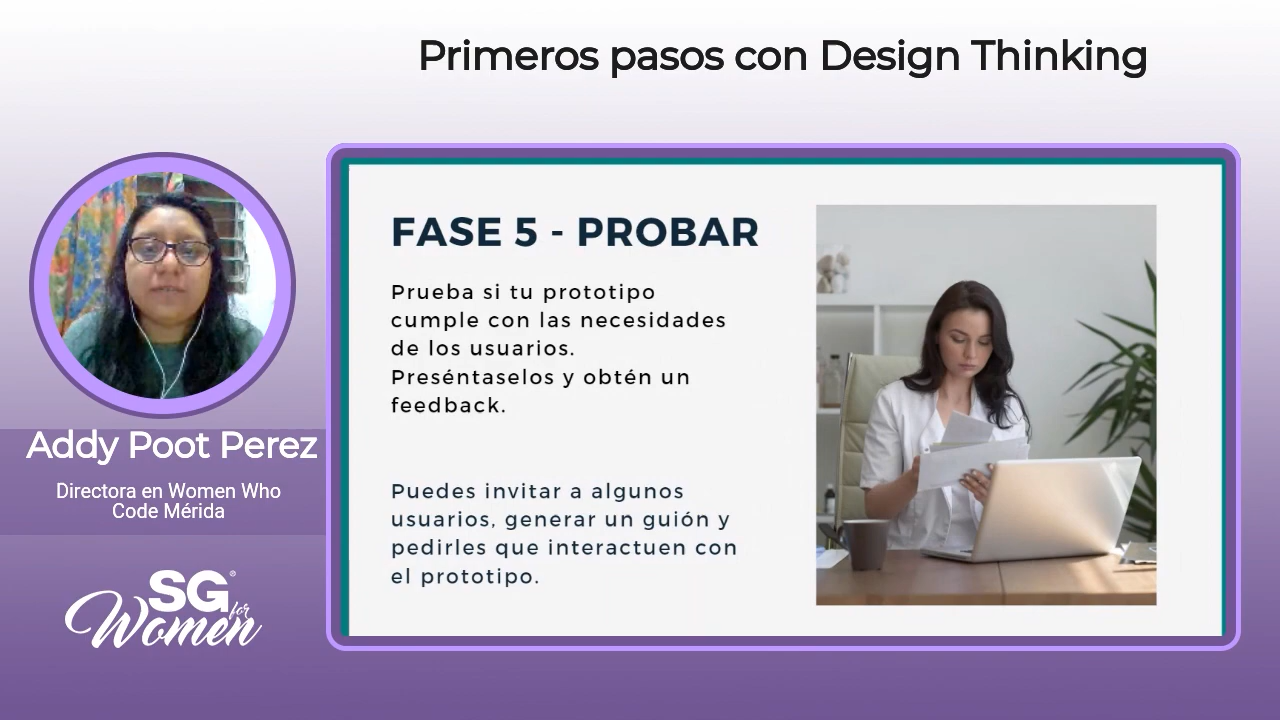 Primeros pasos con Design Thinking
FASE 5 - PROBAR
Prueba si tu prototipo
cumple con las necesidades
de los usuarios.
Preséntaselos y obtén un
feedback.
Puedes invitar a algunos
usuarios, generar un guión y
pedirles que interactuen con
el prototipo.
Addy Poot Perez
Directora en Women Who
Code Mérida
SG®
for
Women